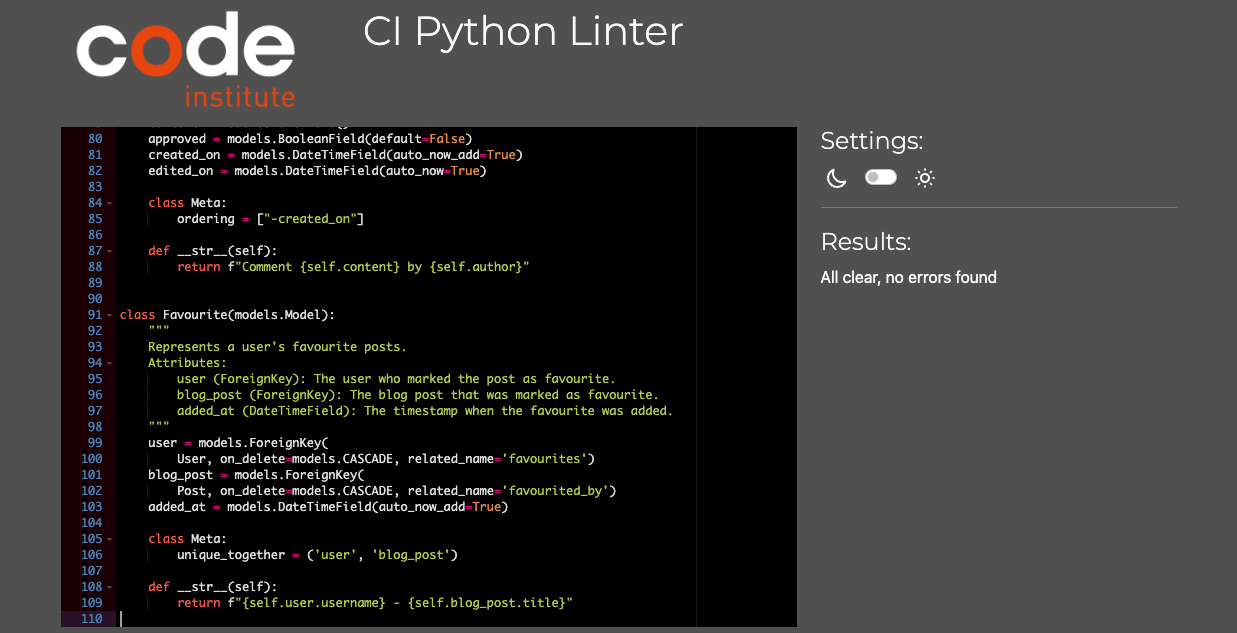 code
institute
CI Python Linter
80 approved = models.BooleanField(default=False)
81 created_on = models.DateTimeField(auto_now_add=True)
82 edited_on = models.DateTimeField(auto_now=True)
83
84 class Meta:
85 ordering = ["-created_on"]
86
87 def __str__(self):
88 return f"Comment {self.content} by {self.author}"
89
90
91 class Favourite(models.Model):
92 """
93 Represents a user's favourite posts.
94 Attributes:
95 user (ForeignKey): The user who marked the post as favourite.
96 blog_post (ForeignKey): The blog post that was marked as favourite.
97 added_at (DateTimeField): The timestamp when the favourite was added.
98 """
99 user = models.ForeignKey(
100 User, on_delete=models.CASCADE, related_name='favourites')
101 blog_post = models.ForeignKey(
102 Post, on_delete=models.CASCADE, related_name='favourited_by')
103 added_at = models.DateTimeField(auto_now_add=True)
104
105 class Meta:
106 unique_together = ('user', 'blog_post')
107
108 def __str__(self):
109 return f"{self.user.username} - {self.blog_post.title}"
110
Settings:
Results:
All clear, no errors found